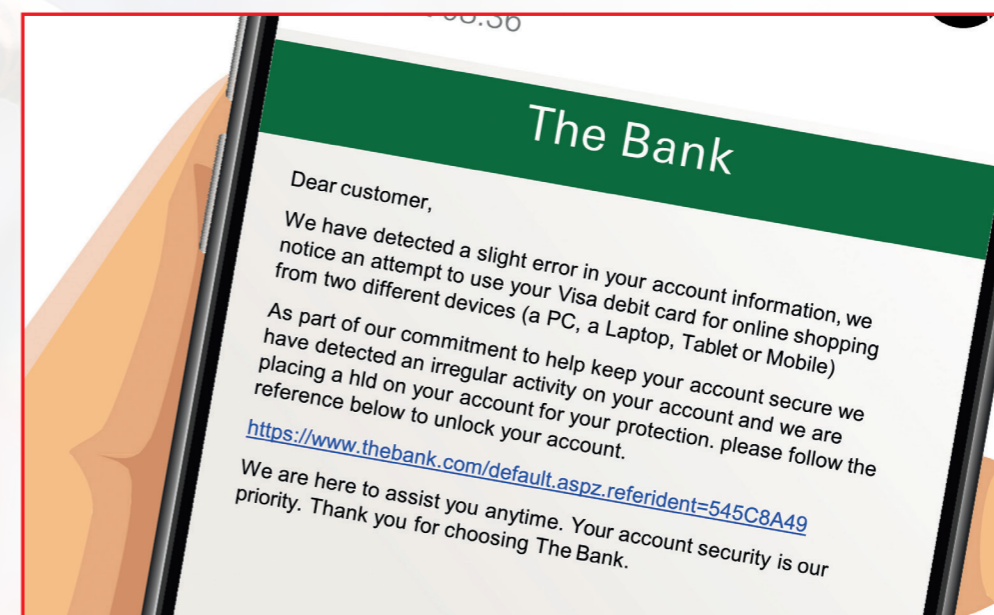 The Bank
Dear customer,
We have detected a slight error in your account information, we
notice an attempt to use your Visa debit card for online shopping
from two different devices (a PC, a Laptop, Tablet or Mobile)
As part of our commitment to help keep your account secure we
have detected an irregular activity on your account and we are
placing a hld on your account for your protection. please follow the
reference below to unlock your account.
https://www.thebank.com/default.aspz.referident=545C8A49
We are here to assist you anytime. Your account security is our
priority. Thank you for choosing The Bank.